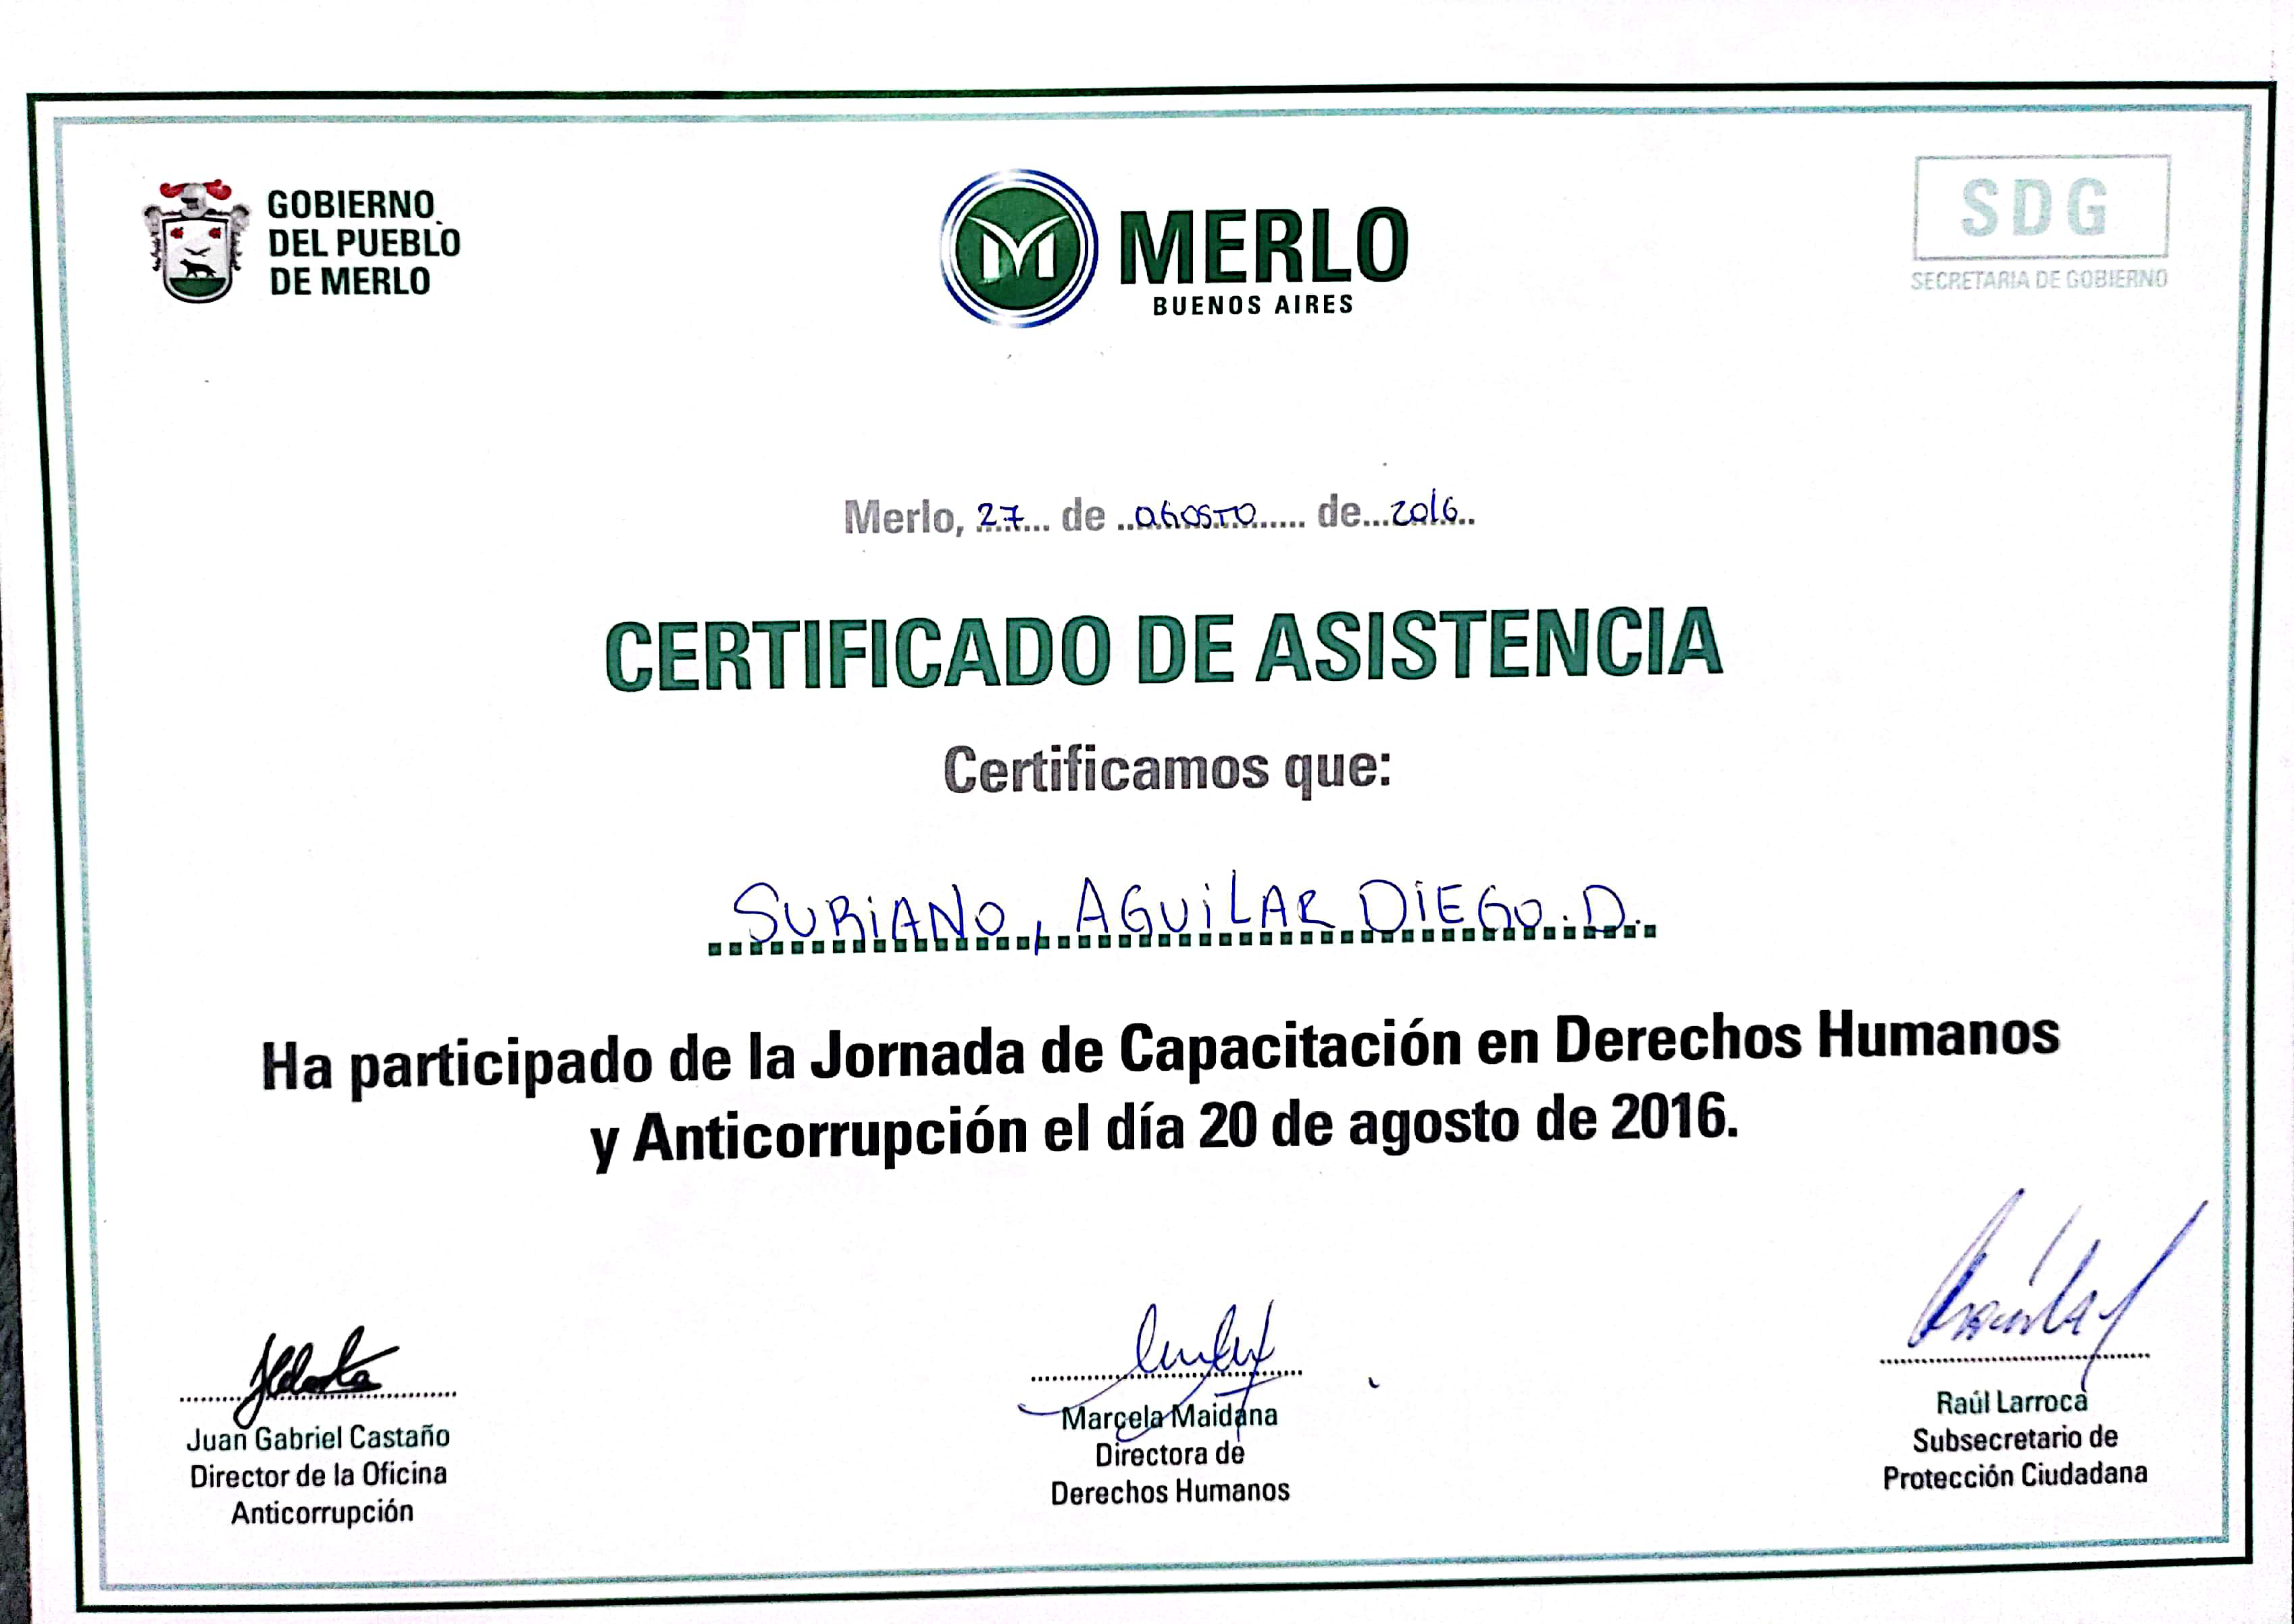 GOBIERNO
DEL PUEBLO
DE MERLO
MERLO
BUENOS AIRES
SDG
SECRETARIA DE GOBIERNO
Merlo, 27 de agosto de 2016
CERTIFICADO DE ASISTENCIA
Certificamos que:
SURIANO, AGUILAR DIEGO.D.
Ha participado de la Jornada de Capacitación en Derechos Humanos
y Anticorrupción el día 20 de agosto de 2016.
Juan Gabriel Castaño
Director de la Oficina
Anticorrupción
Marcela Maidana
Directora de
Derechos Humanos
Raúl Larroca
Subsecretario de
Protección Ciudadana